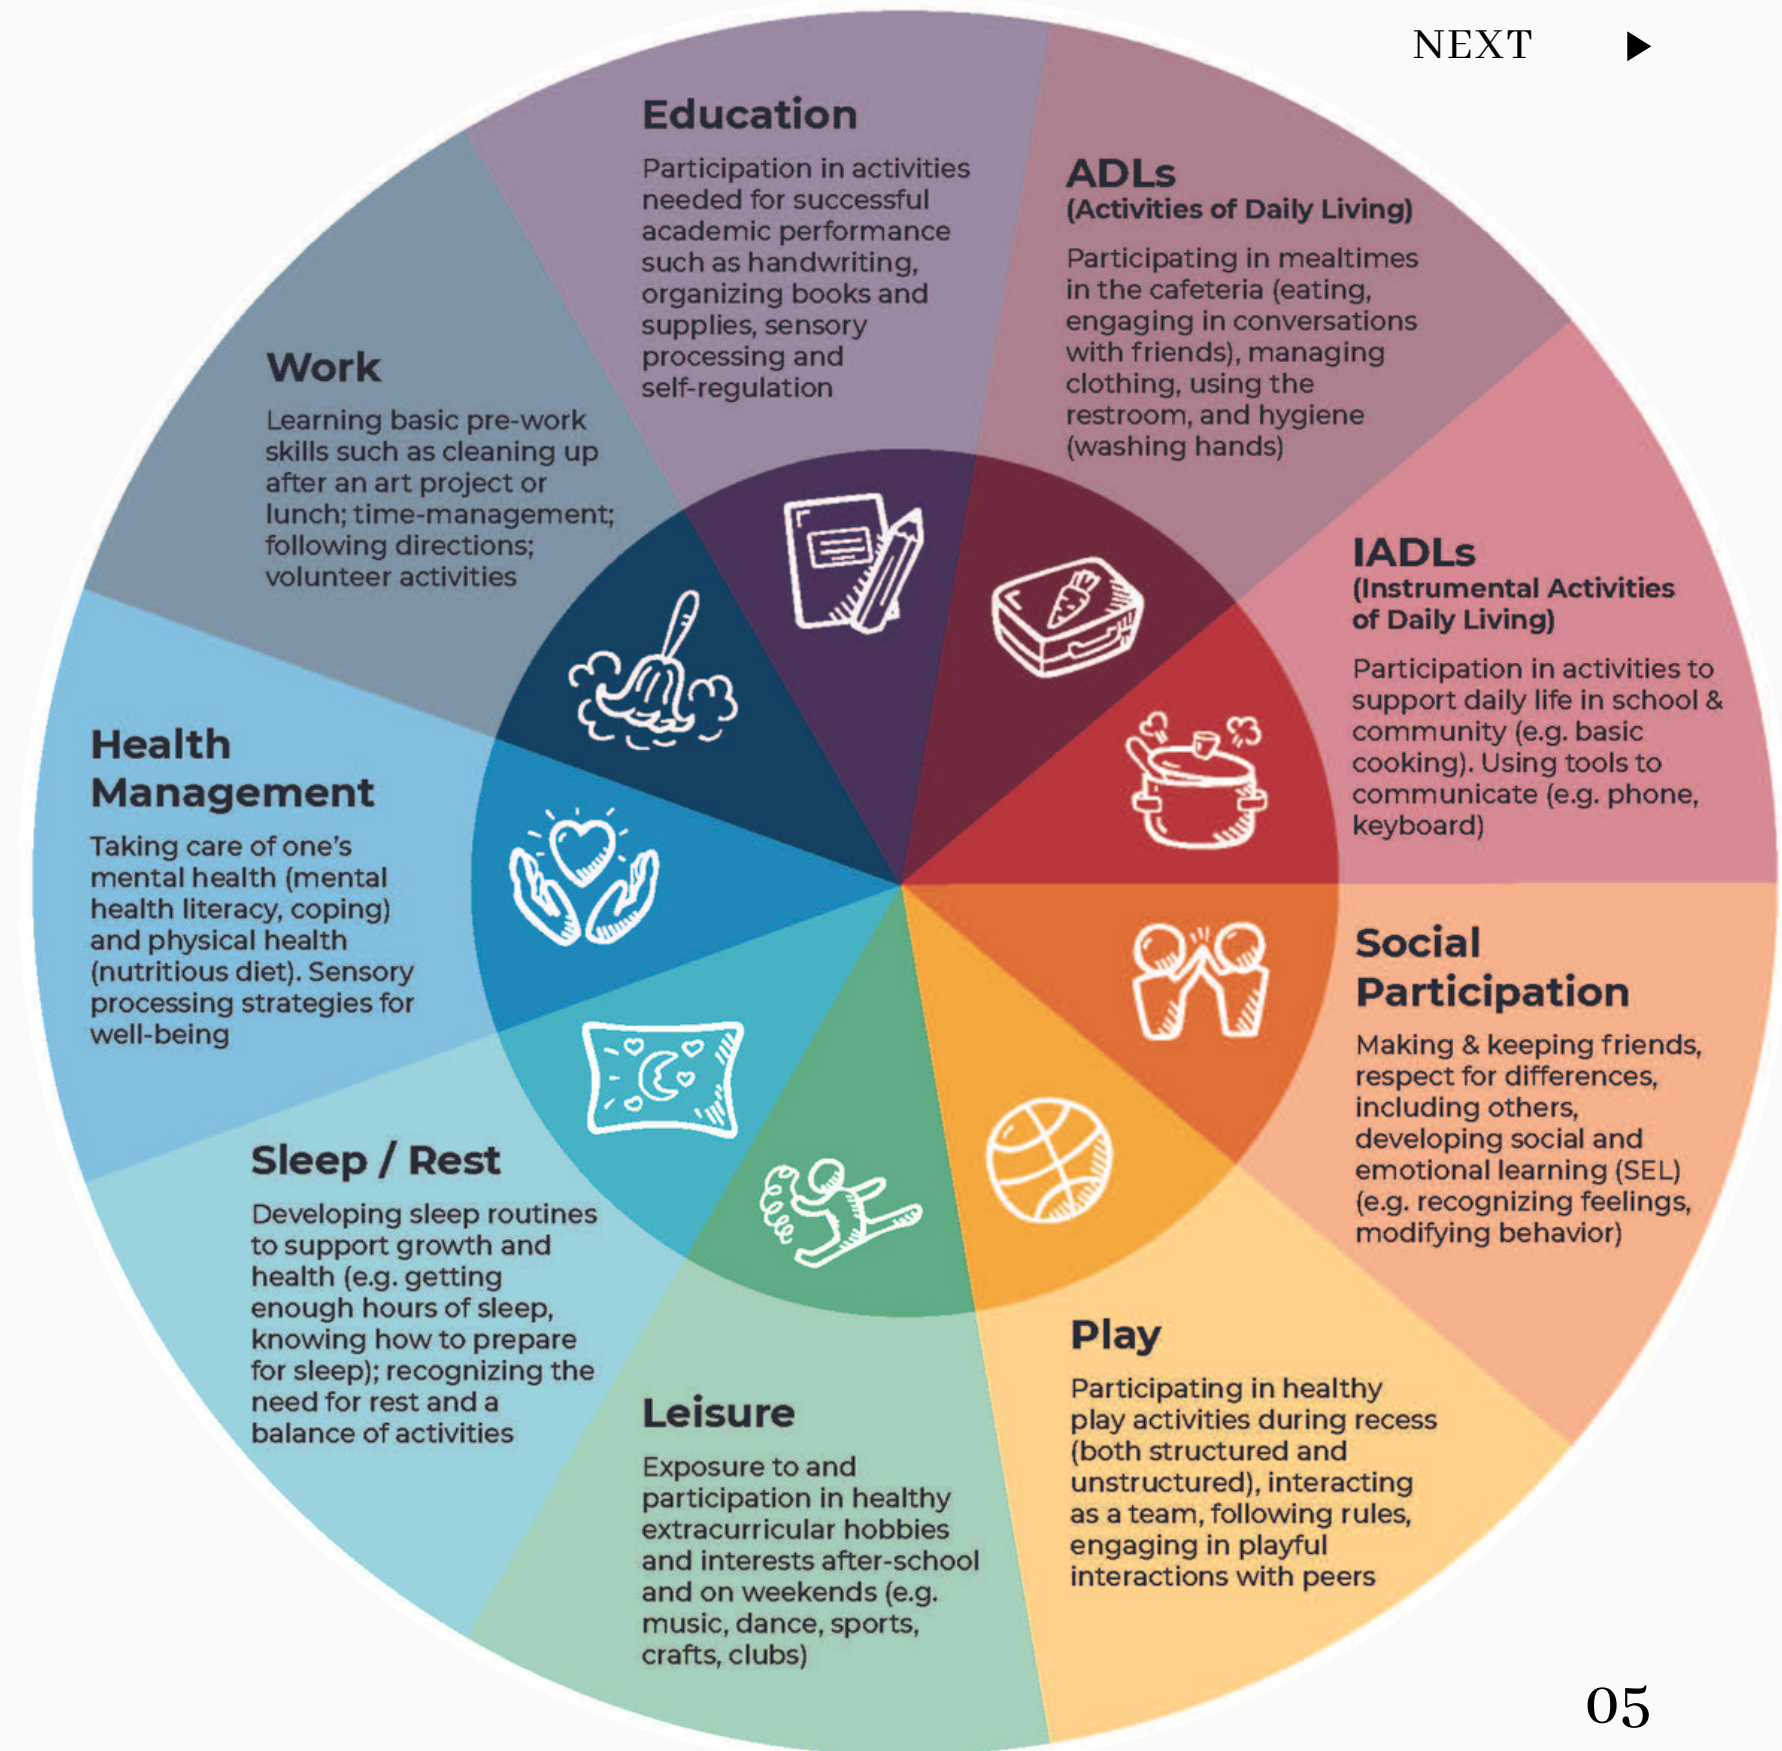 NEXT
Education
Participation in activities
needed for successful
academic performance
such as handwriting,
organizing books and
supplies, sensory
processing and
self-regulation
ADLs
(Activities of Daily Living)
Participating in mealtimes
in the cafeteria (eating,
engaging in conversations
with friends), managing
clothing, using the
restroom, and hygiene
(washing hands)
IADLs
(Instrumental Activities
of Daily Living)
Participation in activities to
support daily life in school &
community (e.g. basic
cooking). Using tools to
communicate (e.g. phone,
keyboard)
Social
Participation
Making & keeping friends,
respect for differences,
including others,
developing social and
emotional learning (SEL)
(e.g. recognizing feelings,
modifying behavior)
Play
Participating in healthy
play activities during recess
(both structured and
unstructured), interacting
as a team, following rules,
engaging in playful
interactions with peers
Leisure
Exposure to and
participation in healthy
extracurricular hobbies
and interests after-school
and on weekends (e.g.
music, dance, sports,
crafts, clubs)
Sleep / Rest
Developing sleep routines
to support growth and
health (e.g. getting
enough hours of sleep,
knowing how to prepare
for sleep); recognizing the
need for rest and a
balance of activities
Health
Management
Taking care of one's
mental health (mental
health literacy, coping)
and physical health
(nutritious diet). Sensory
processing strategies for
well-being
Work
Learning basic pre-work
skills such as cleaning up
after an art project or
lunch; time-management;
following directions;
volunteer activities
05